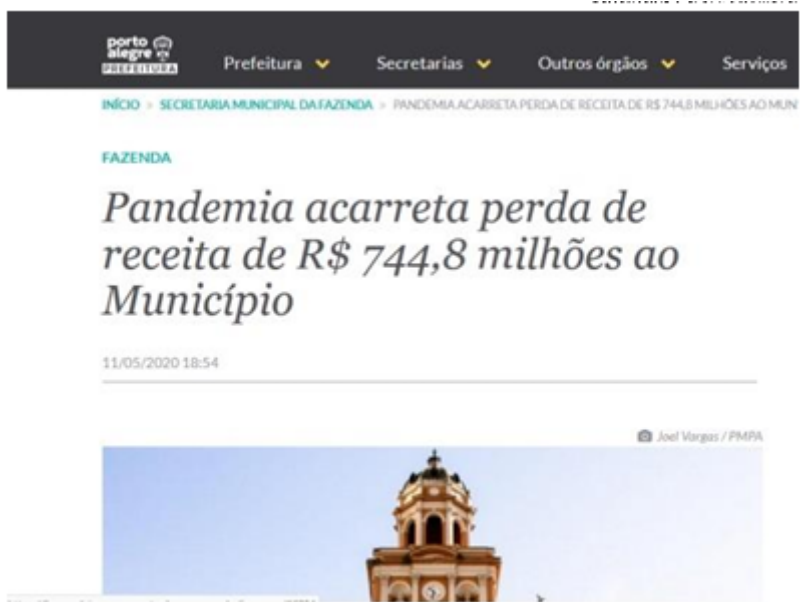 porto
alegre
PREFEITURA
Prefeitura Secretarias Outros órgãos Serviços
INÍCIO > SECRETARIA MUNICIPAL DA FAZENDA > PANDEMIA ACARRETA PERDA DE RECEITA DE R$ 744,8 MILHÕES AO MUN
FAZENDA
Pandemia acarreta perda de
receita de R$ 744,8 milhões ao
Município
11/05/2020 18:54
Joel Vargas / PMPA